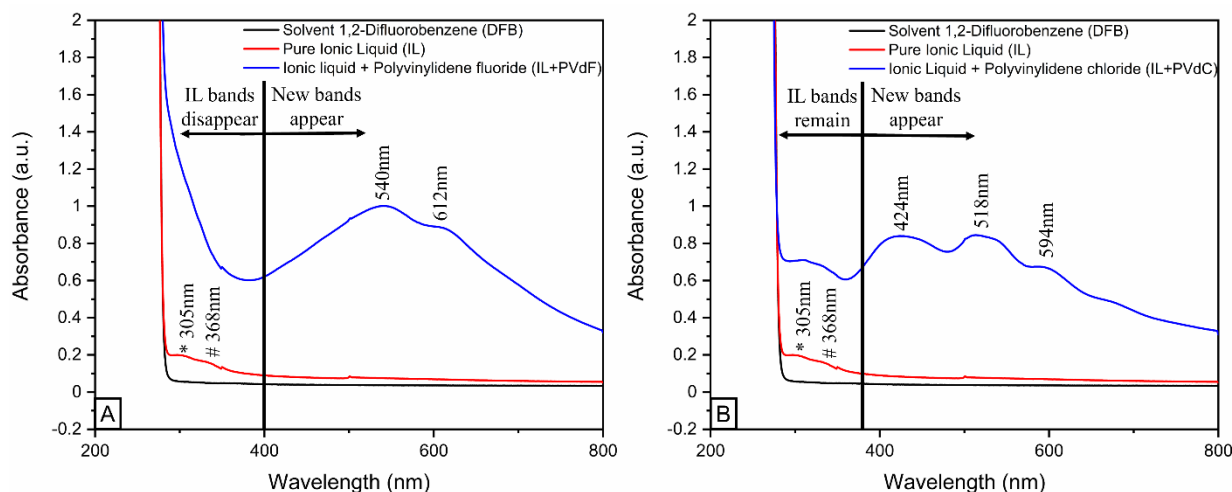 Solvent 1,2-Difluorobenzene (DFB)
Pure Ionic Liquid (IL)
Ionic liquid + Polyvinylidene fluoride (IL+PVdF)
IL bands
disappear
New bands
appear
540nm
612nm
* 305nm
# 368nm
A
2
1.8
1.6
1.4
1.2
1
0.8
0.6
0.4
0.2
0
-0.2
200
400
600
800
Absorbance (a.u.)
Wavelength (nm)
Solvent 1,2-Difluorobenzene (DFB)
Pure Ionic Liquid (IL)
Ionic Liquid + Polyvinylidene chloride (IL+PVdC)
IL bands
remain
New bands
appear
424nm
518nm
594nm
* 305nm
# 368nm
B
2
1.8
1.6
1.4
1.2
1
0.8
0.6
0.4
0.2
0
-0.2
200
400
600
800
Absorbance (a.u.)
Wavelength (nm)